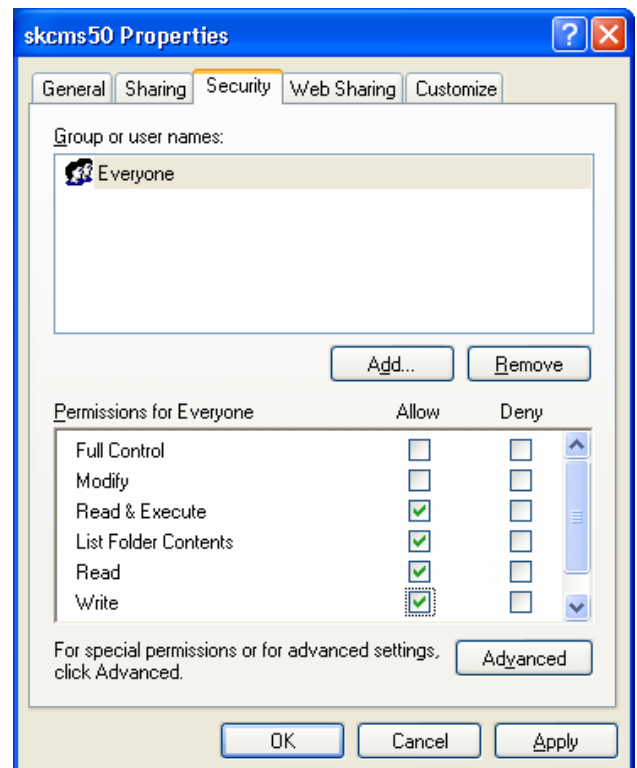 skcms50 Properties
General Sharing Security Web Sharing Customize
Group or user names:
Everyone
Add... Remove
Permissions for Everyone Allow Deny
Full Control
Modify
Read & Execute
List Folder Contents
Read
Write
For special permissions or for advanced settings,
click Advanced.
Advanced
OK Cancel Apply